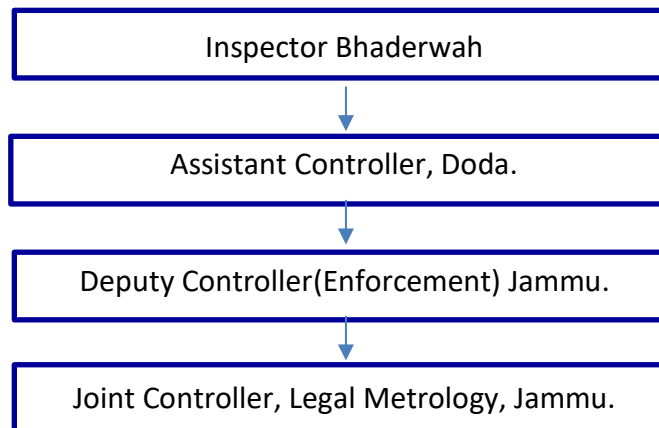 Inspector Bhaderwah
Assistant Controller, Doda.
Deputy Controller(Enforcement) Jammu.
Joint Controller, Legal Metrology, Jammu.